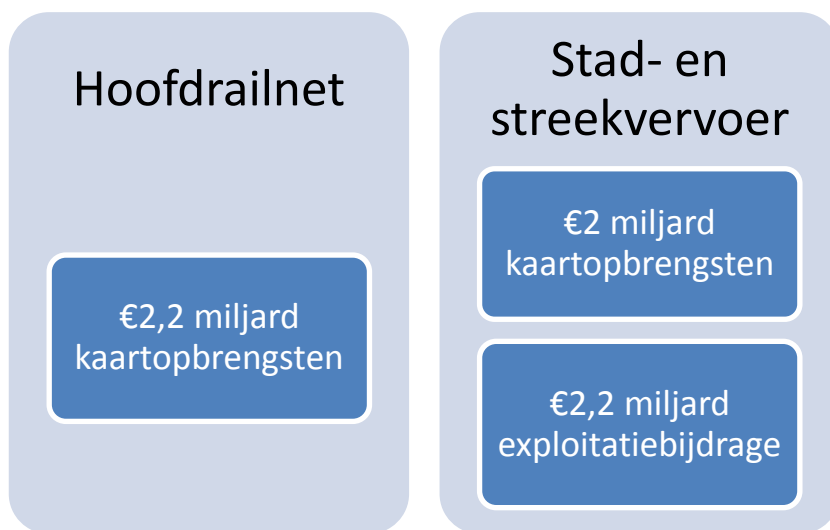 Hoofdrailnet
€2,2 miljard
kaartopbrengsten
Stad- en
streekvervoer
€2 miljard
kaartopbrengsten
€2,2 miljard
exploitatiebijdrage